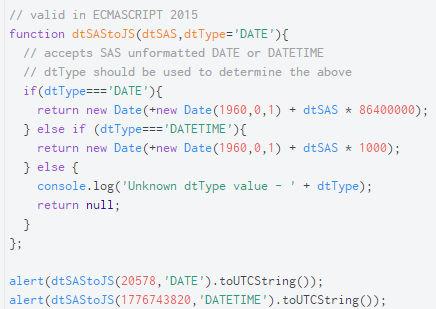 // valid in ECMASCRIPT 2015
function dtSAStoJS(dtSAS,dtType='DATE'){
  // accepts SAS unformatted DATE or DATETIME
  // dtType should be used to determine the above
  if(dtType==='DATE'){
    return new Date(+new Date(1960,0,1) + dtSAS * 86400000);
  } else if (dtType==='DATETIME'){
    return new Date(+new Date(1960,0,1) + dtSAS * 1000);
  } else {
    console.log('Unknown dtType value - ' + dtType);
    return null;
  }
};
alert(dtSAStoJS(20578,'DATE').toUTCString());
alert(dtSAStoJS(1776743820,'DATETIME').toUTCString());